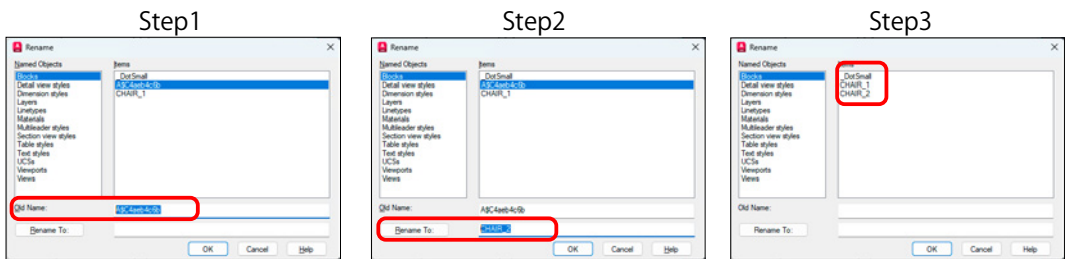 Step1
Rename
Named Objects
Items
Blocks
Detail view styles
Dimension styles
Layers
Linetypes
Materials
Multileader styles
Section view styles
Table styles
Text styles
UCSs
Viewports
Views
_DotSmall
A$C4aeb4c6b
CHAIR_1
Old Name:
A$C4aeb4c6b
Rename To:
OK
Cancel
Help
Step2
Rename
Named Objects
Items
Blocks
Detail view styles
Dimension styles
Layers
Linetypes
Materials
Multileader styles
Section view styles
Table styles
Text styles
UCSs
Viewports
Views
_DotSmall
A$C4aeb4c6b
CHAIR_1
Old Name:
A$C4aeb4c6b
Rename To:
CHAIR_2
OK
Cancel
Help
Step3
Rename
Named Objects
Items
Blocks
Detail view styles
Dimension styles
Layers
Linetypes
Materials
Multileader styles
Section view styles
Table styles
Text styles
UCSs
Viewports
Views
_DotSmall
CHAIR_1
CHAIR_2
Old Name:
Rename To:
OK
Cancel
Help